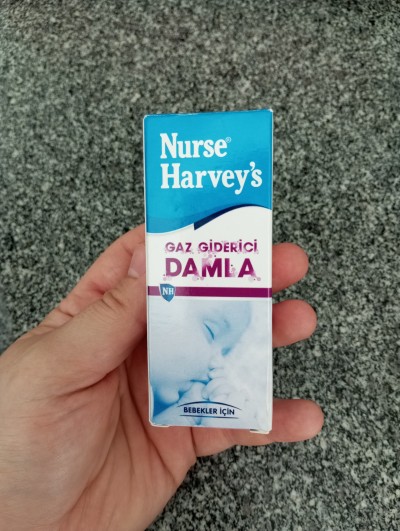 Nurse®
Harvey's
GAZ GİDERİCİ
DAMLA
NH
BEBEKLER İÇİN